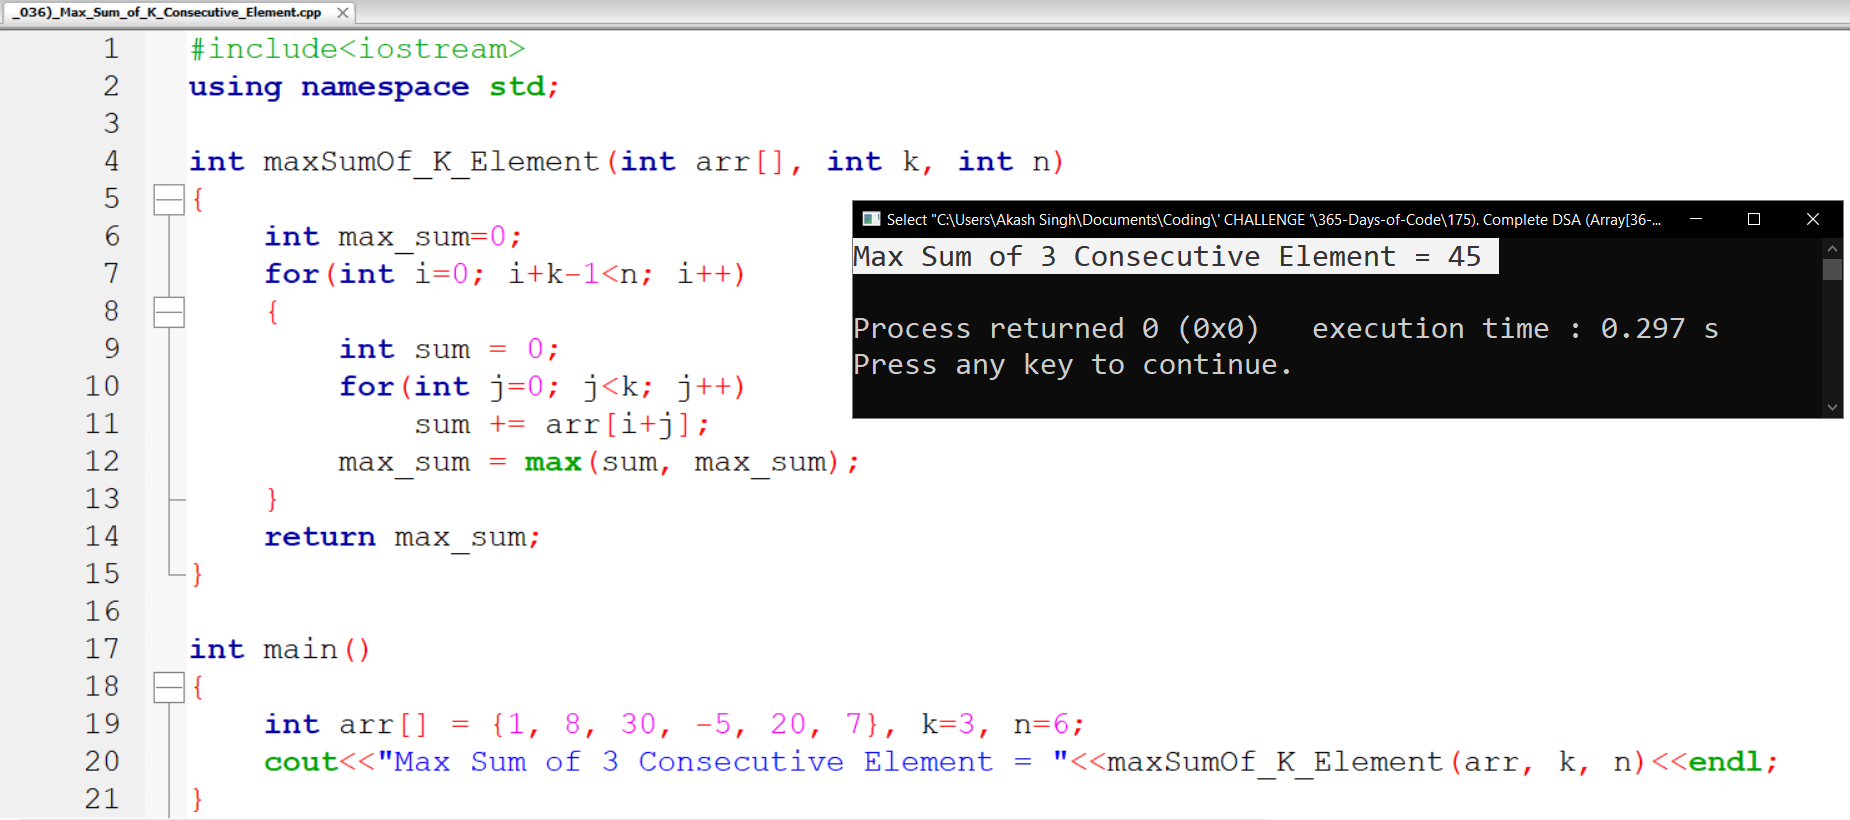 _036)_Max_Sum_of_K_Consecutive_Element.cpp
1 #include<iostream>
2 using namespace std;
3
4 int maxSumOf_K_Element(int arr[], int k, int n)
5 {
6 int max_sum=0;
7 for(int i=0; i+k-1<n; i++)
8 {
9 int sum = 0;
10 for(int j=0; j<k; j++)
11 sum += arr[i+j];
12 max_sum = max(sum, max_sum);
13 }
14 return max_sum;
15 }
16
17 int main()
18 {
19 int arr[] = {1, 8, 30, -5, 20, 7}, k=3, n=6;
20 cout<<"Max Sum of 3 Consecutive Element = "<<maxSumOf_K_Element(arr, k, n)<<endl;
21 }
Select "C:\Users\Akash Singh\Documents\Coding\' CHALLENGE '\365-Days-of-Code\175). Complete DSA (Array[36-...
Max Sum of 3 Consecutive Element = 45
Process returned 0 (0x0) execution time : 0.297 s
Press any key to continue.